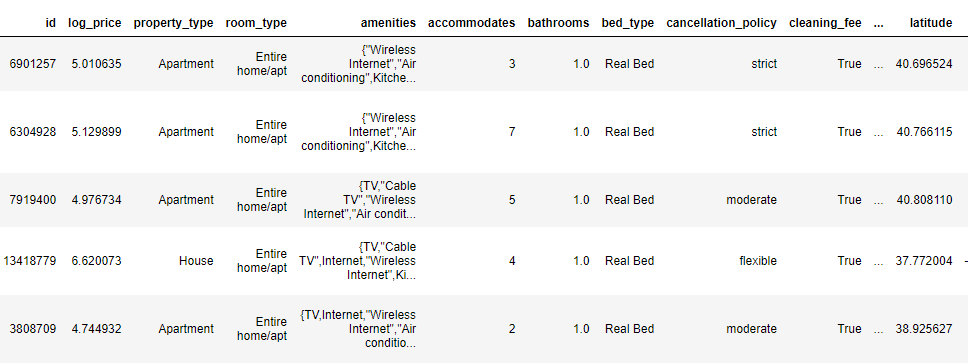 id log_price property_type room_type amenities accommodates bathrooms bed_type cancellation_policy cleaning_fee ... latitude
6901257 5.010635 Apartment Entire home/apt {"Wireless Internet","Air conditioning",Kitche... 3 1.0 Real Bed strict True ... 40.696524
6304928 5.129899 Apartment Entire home/apt {"Wireless Internet","Air conditioning",Kitche... 7 1.0 Real Bed strict True ... 40.766115
7919400 4.976734 Apartment Entire home/apt {TV,"Cable TV","Wireless Internet","Air condit... 5 1.0 Real Bed moderate True ... 40.808110
13418779 6.620073 House Entire home/apt {TV,"Cable TV",Internet,"Wireless Internet",Ki... 4 1.0 Real Bed flexible True ... 37.772004 -
3808709 4.744932 Apartment Entire home/apt {TV,Internet,"Wireless Internet","Air conditio... 2 1.0 Real Bed moderate True ... 38.925627